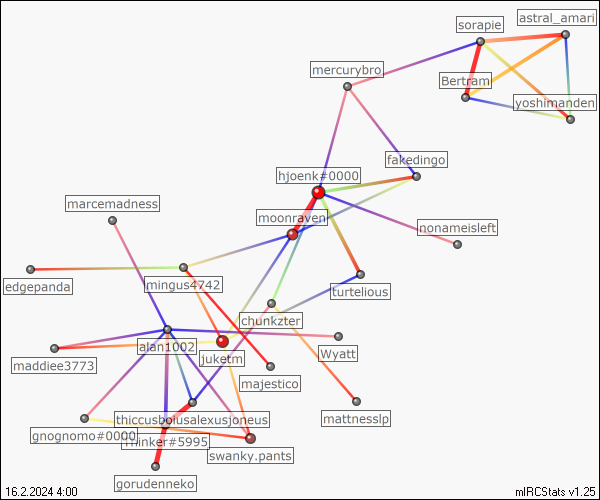 astral_amari
sorapie
mercurybro
Bertram
yoshimanden
fakedingo
hjoenk#0000
marcemadness
moonraven
nonameisleft
edgepanda
mingus4742
turtelious
chunkzter
alan1002
Wyatt
juketm
maddiee3773
majestico
mattnesslp
thiccusbolusalexusjoneus
gnognomo#0000
Thinker#5995
swanky.pants
gorudenneko
16.2.2024 4:00
mIRCStats v1.25